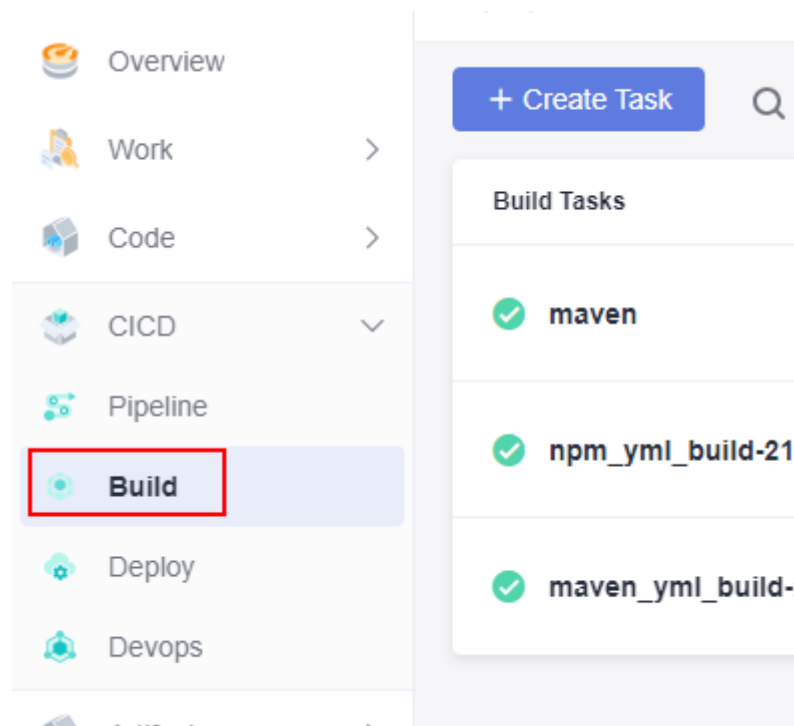 Overview
Work
Code
CICD
Pipeline
Build
Deploy
Devops
+ Create Task
Build Tasks
maven
npm_yml_build-21
maven_yml_build-